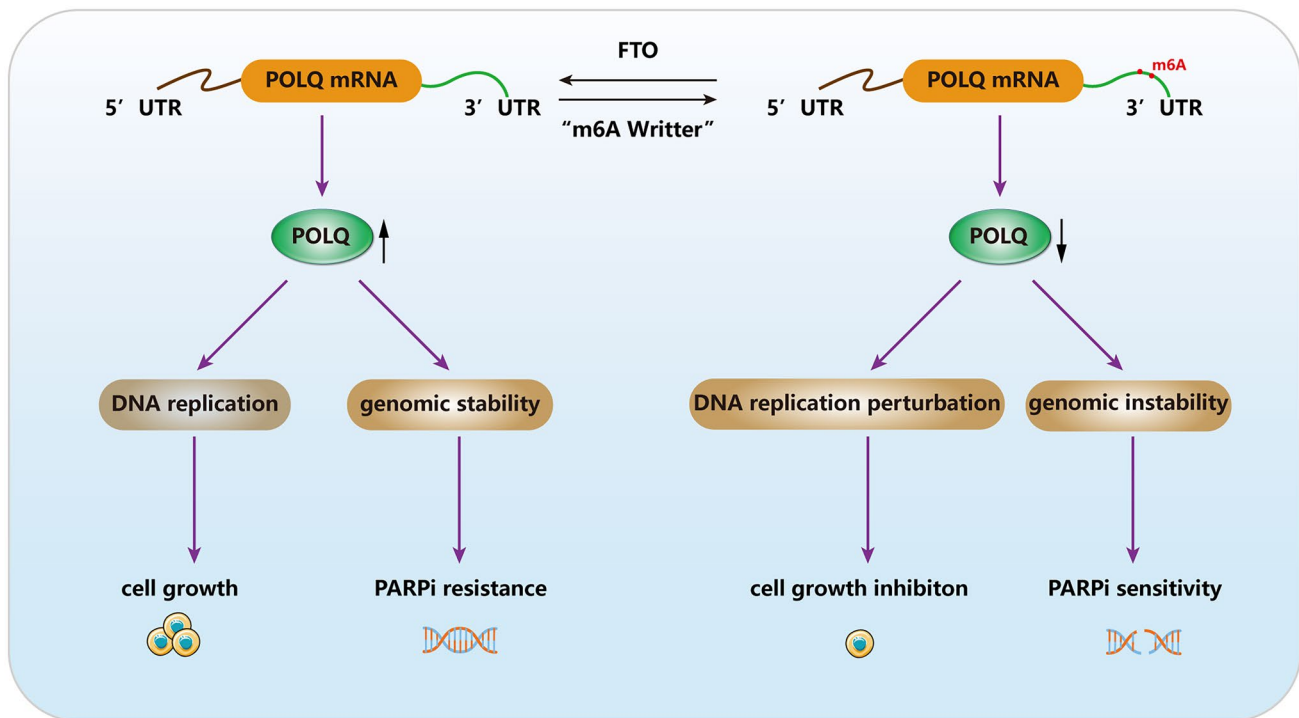 FTO
POLQ mRNA
5′ UTR
3′ UTR
“m6A Writter”
POLQ mRNA
m6A
5′ UTR
3′ UTR
POLQ
POLQ
DNA replication
genomic stability
DNA replication perturbation
genomic instability
cell growth
PARPi resistance
cell growth inhibiton
PARPi sensitivity